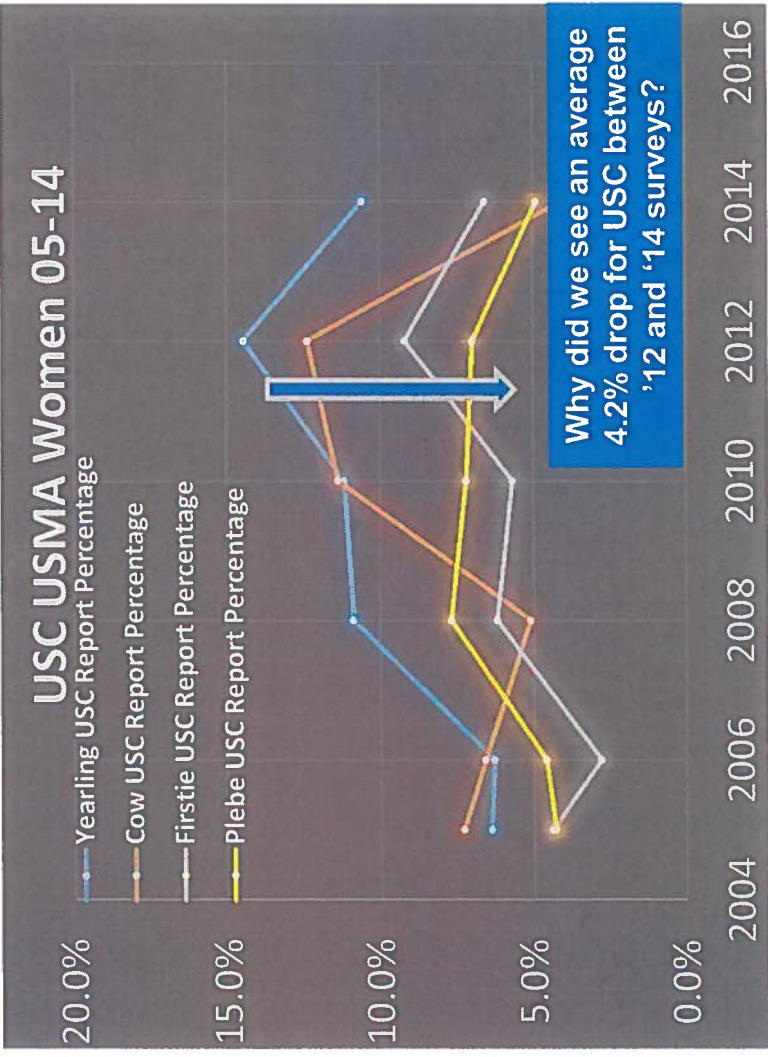 USC USMA Women 05-14
Yearling USC Report Percentage
Cow USC Report Percentage
Firstie USC Report Percentage
Plebe USC Report Percentage
20.0%
15.0%
10.0%
5.0%
0.0%
2004
2006
2008
2010
2012
2014
2016
Why did we see an average
4.2% drop for USC between
’12 and ‘14 surveys?